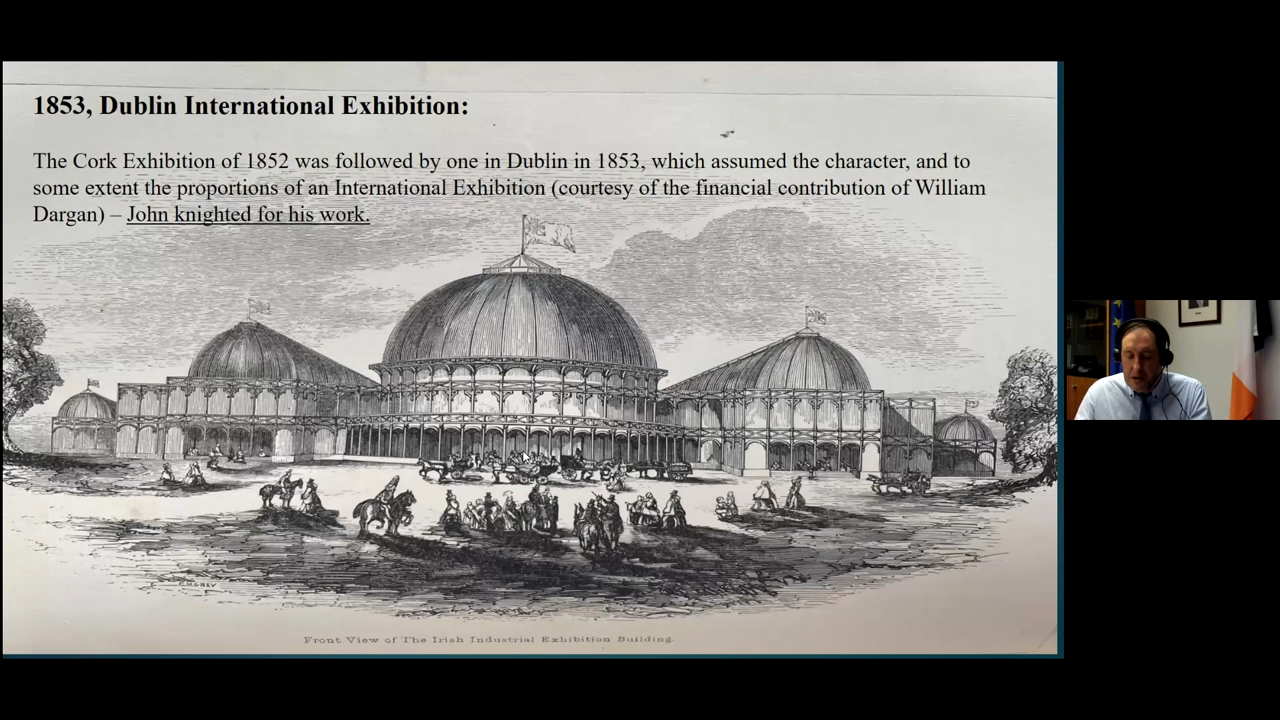 1853, Dublin International Exhibition:
The Cork Exhibition of 1852 was followed by one in Dublin in 1853, which assumed the character, and to
some extent the proportions of an International Exhibition (courtesy of the financial contribution of William
Dargan) – John knighted for his work.
Front View of The Irish Industrial Exhibition Building.